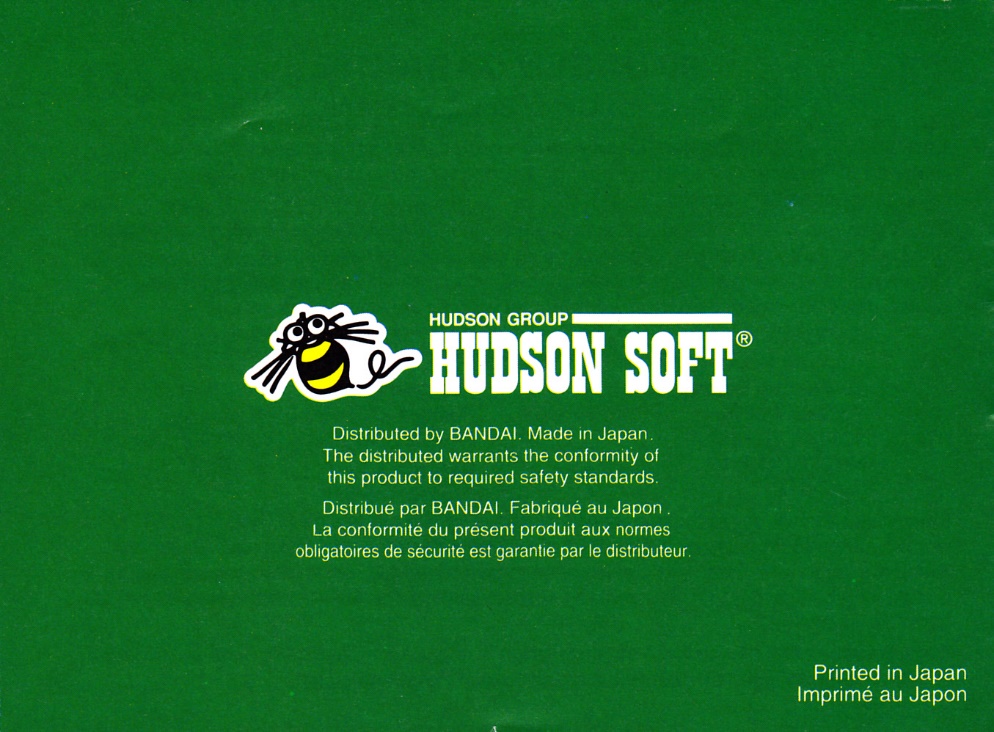 HUDSON GROUP
HUDSON SOFT®
Distributed by BANDAI. Made in Japan.
The distributed warrants the conformity of
this product to required safety standards.
Distribué par BANDAI. Fabriqué au Japon.
La conformité du présent produit aux normes
obligatoires de sécurité est garantie par le distributeur.
Printed in Japan
Imprimé au Japon